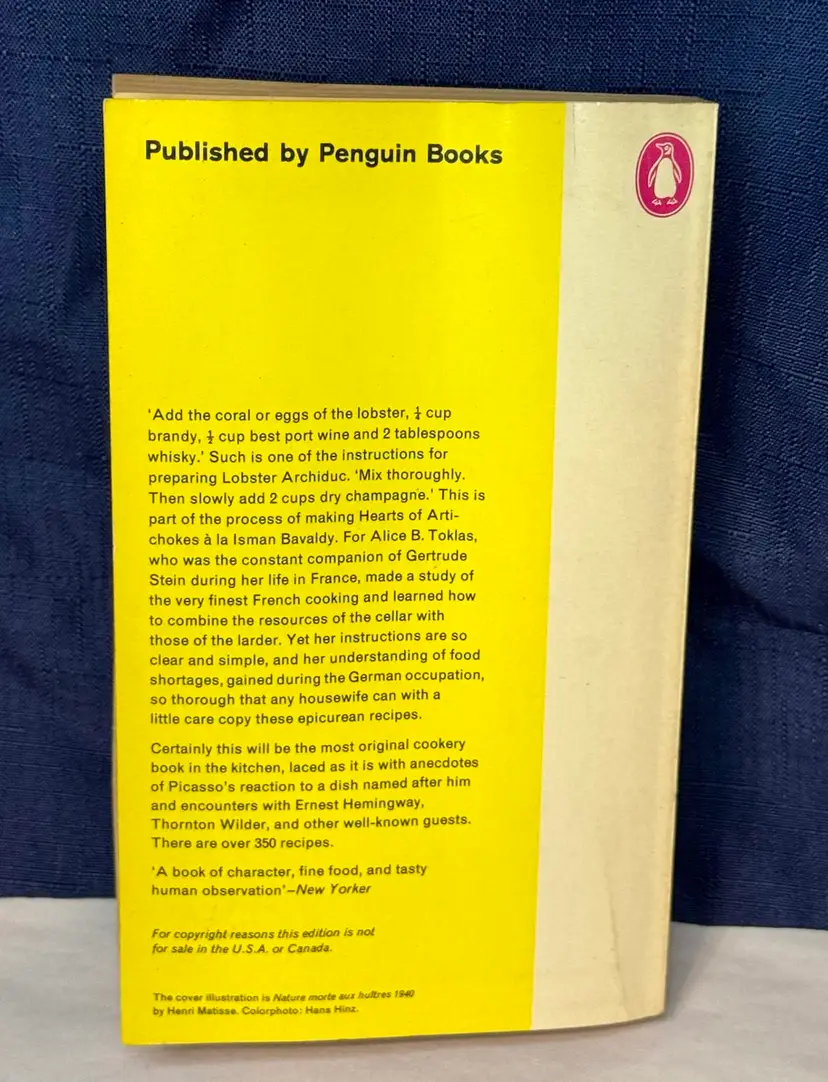 Published by Penguin Books
'Add the coral or eggs of the lobster, ¼ cup
brandy, ½ cup best port wine and 2 tablespoons
whisky.' Such is one of the instructions for
preparing Lobster Archiduc. 'Mix thoroughly.
Then slowly add 2 cups dry champagne.' This is
part of the process of making Hearts of Arti-
chokes à la Isman Bavaldy. For Alice B. Toklas,
who was the constant companion of Gertrude
Stein during her life in France, made a study of
the very finest French cooking and learned how
to combine the resources of the cellar with
those of the larder. Yet her instructions are so
clear and simple, and her understanding of food
shortages, gained during the German occupation,
so thorough that any housewife can with a
little care copy these epicurean recipes.
Certainly this will be the most original cookery
book in the kitchen, laced as it is with anecdotes
of Picasso's reaction to a dish named after him
and encounters with Ernest Hemingway,
Thornton Wilder, and other well-known guests.
There are over 350 recipes.
'A book of character, fine food, and tasty
human observation'–New Yorker
For copyright reasons this edition is not
for sale in the U.S.A. or Canada.
The cover illustration is Nature morte aux huîtres 1940
by Henri Matisse. Colorphoto: Hans Hinz.